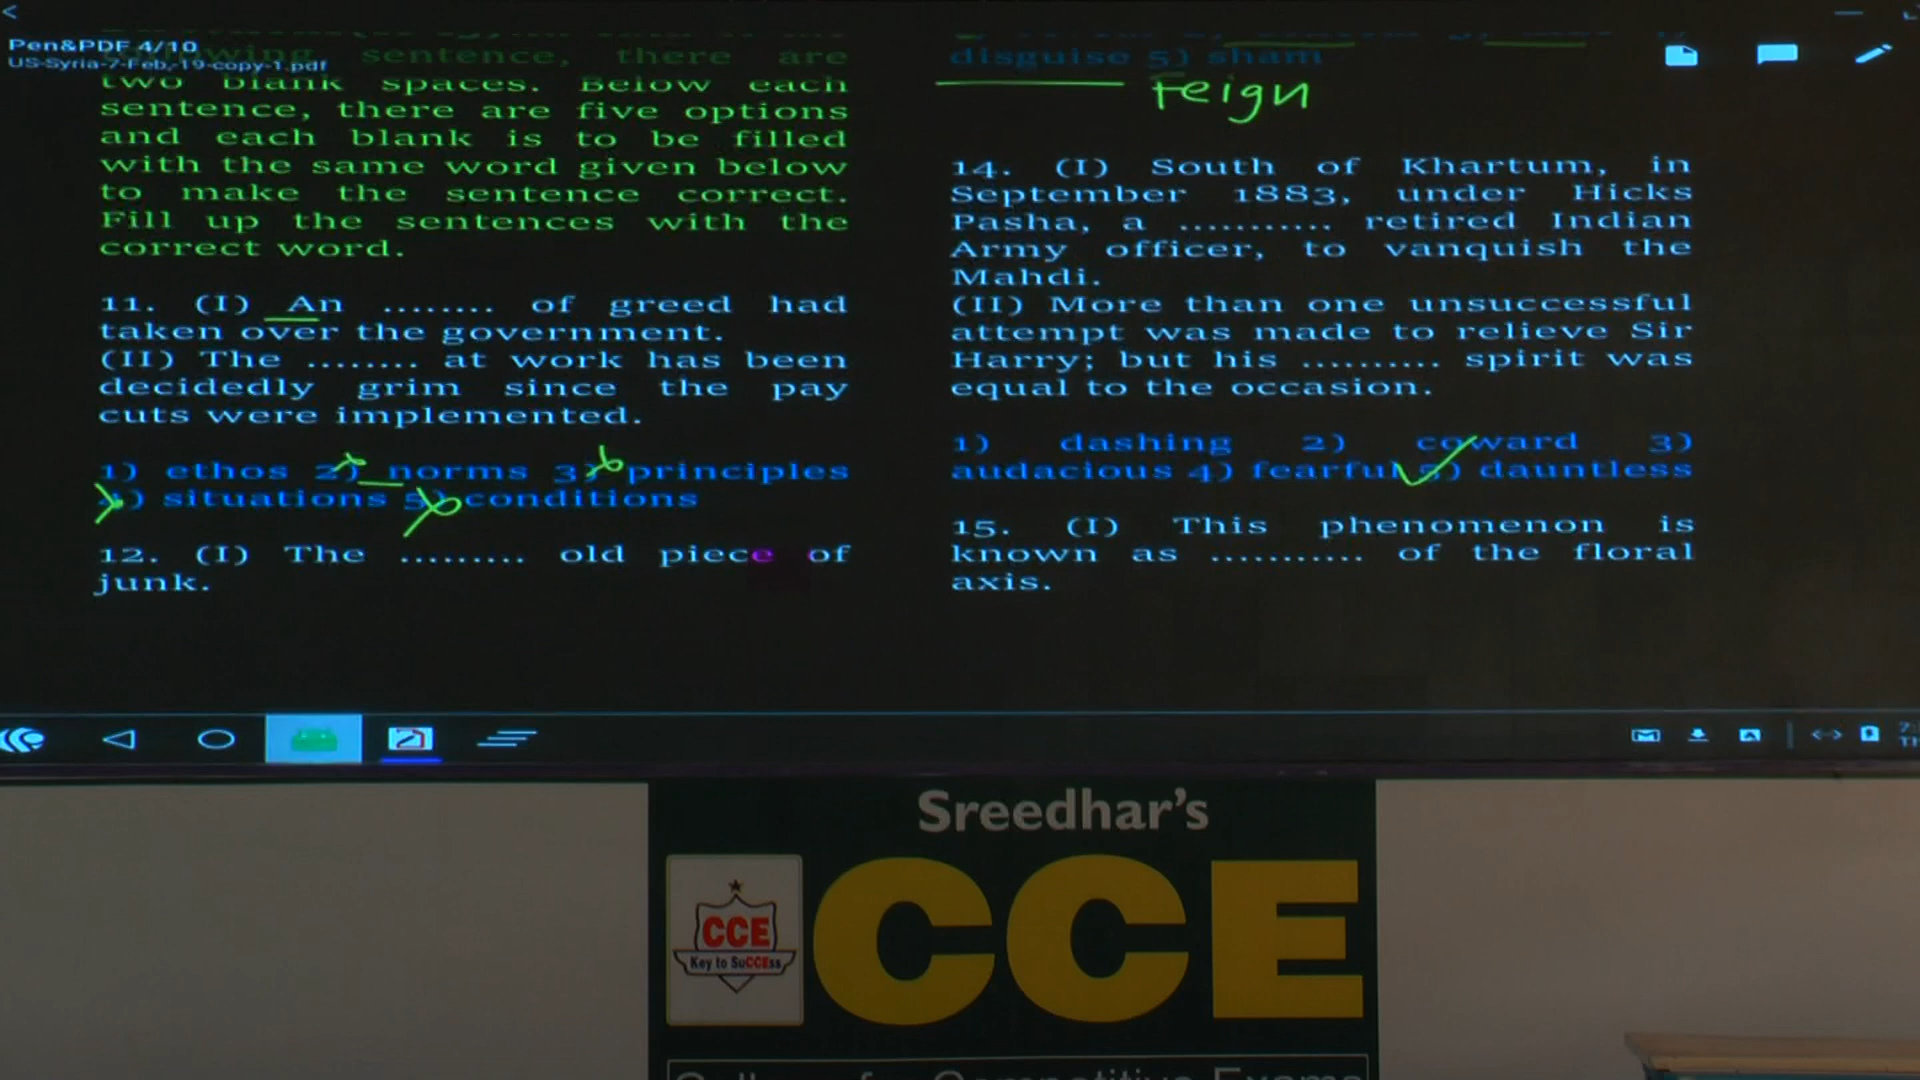 Pen&PDF 4/10
US-Syria-7-Feb,-19-copy-1.pdf
following sentence, there are
two blank spaces. Below each
sentence, there are five options
and each blank is to be filled
with the same word given below
to make the sentence correct.
Fill up the sentences with the
correct word.
11. (I) An ........ of greed had
taken over the government.
(II) The ........ at work has been
decidedly grim since the pay
cuts were implemented.
1) ethos 2) norms 3) principles
4) situations 5) conditions
12. (I) The ......... old piece of
junk.
disguise 5) sham
Feign
14. (I) South of Khartum, in
September 1883, under Hicks
Pasha, a ........... retired Indian
Army officer, to vanquish the
Mahdi.
(II) More than one unsuccessful
attempt was made to relieve Sir
Harry; but his .......... spirit was
equal to the occasion.
1) dashing 2) coward 3)
audacious 4) fearful 5) dauntless
15. (I) This phenomenon is
known as ........... of the floral
axis.
Sreedhar's
CCE
CCE
Key to SuCCEss